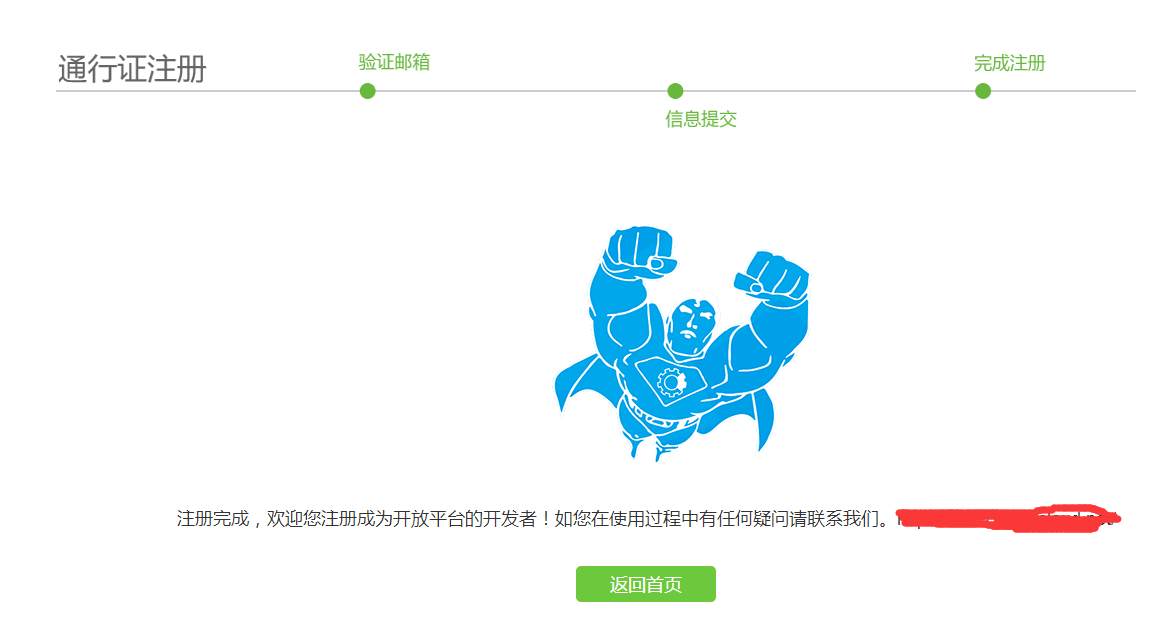 通行证注册
验证邮箱
信息提交
完成注册
注册完成，欢迎您注册成为开放平台的开发者！如您在使用过程中有任何疑问请联系我们。
返回首页